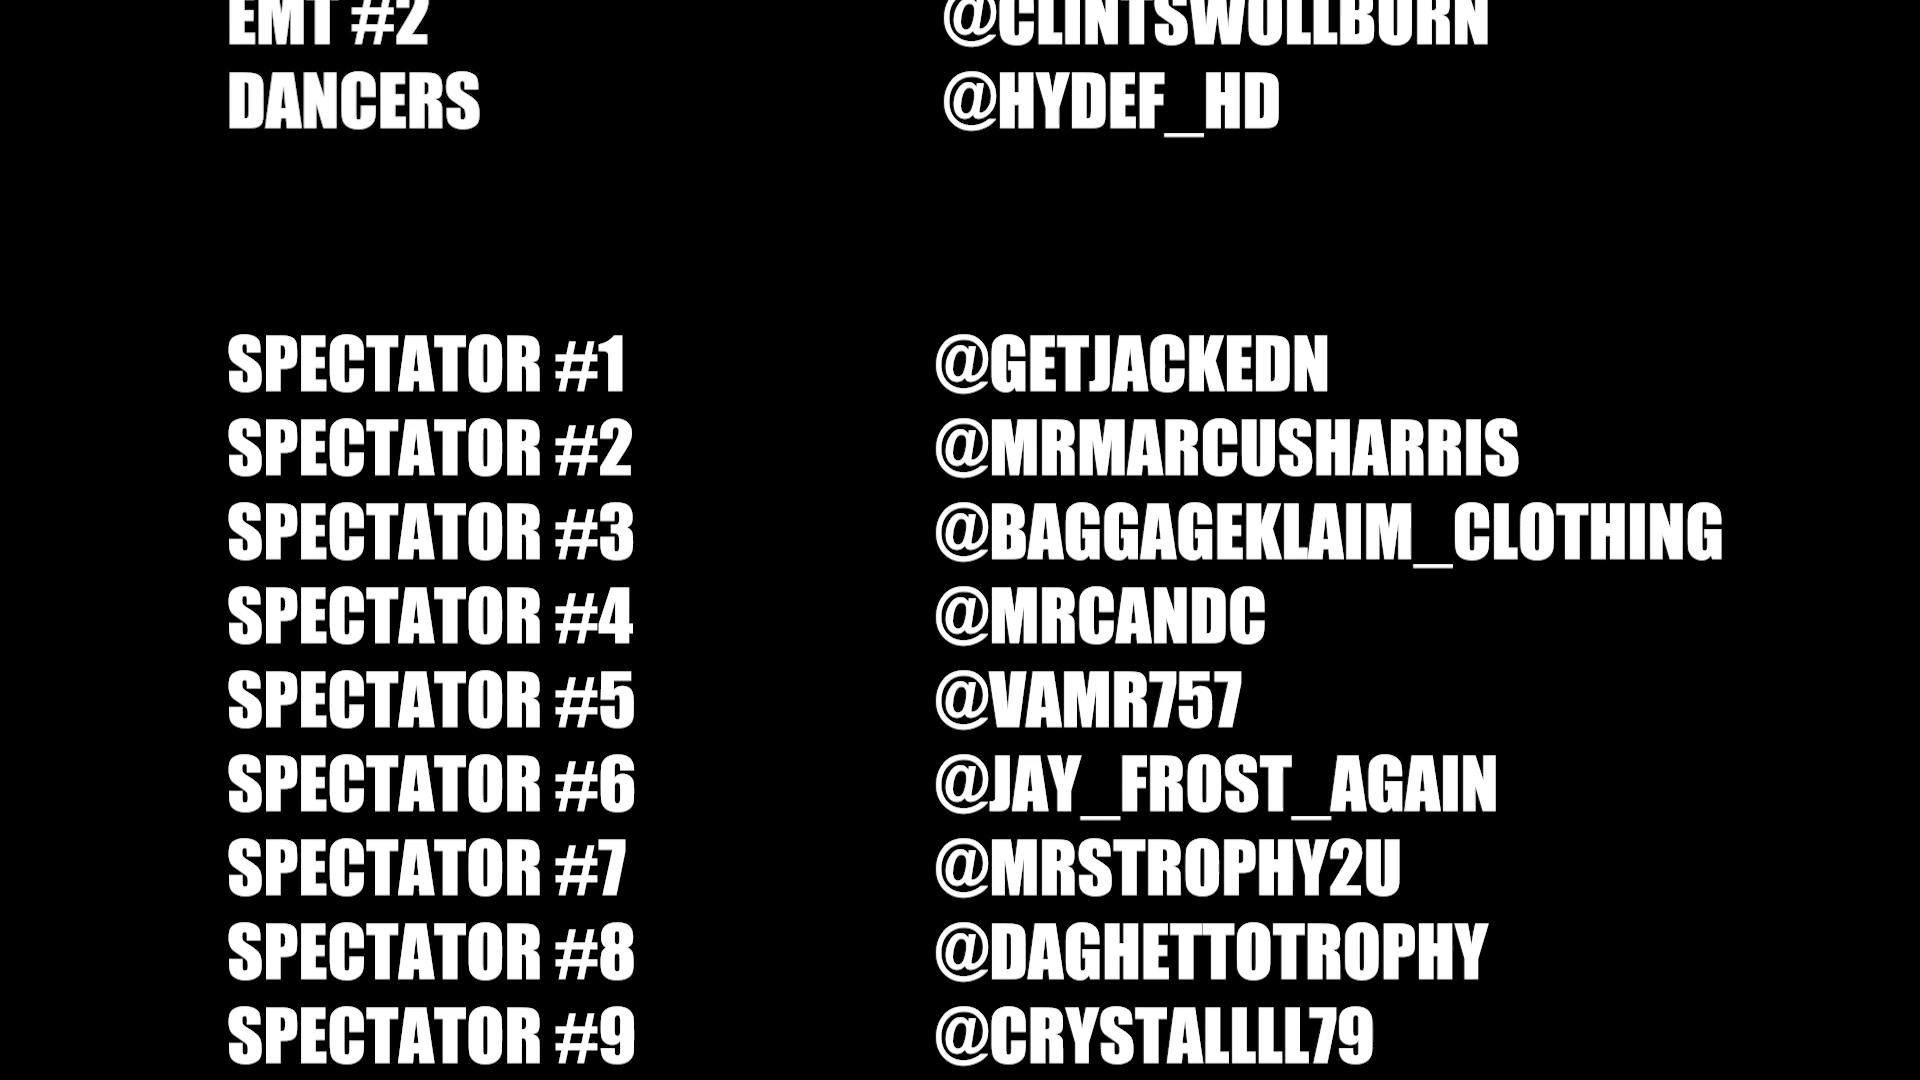 EMT #2 @CLINTSWOLLBURN
DANCERS @HYDEF_HD
SPECTATOR #1 @GETJACKEDN
SPECTATOR #2 @MRMARCUSHARRIS
SPECTATOR #3 @BAGGAGEKLAIM_CLOTHING
SPECTATOR #4 @MRCANDC
SPECTATOR #5 @VAMR757
SPECTATOR #6 @JAY_FROST_AGAIN
SPECTATOR #7 @MRSTROPHY2U
SPECTATOR #8 @DAGHETTOTROPHY
SPECTATOR #9 @CRYSTALLLL79